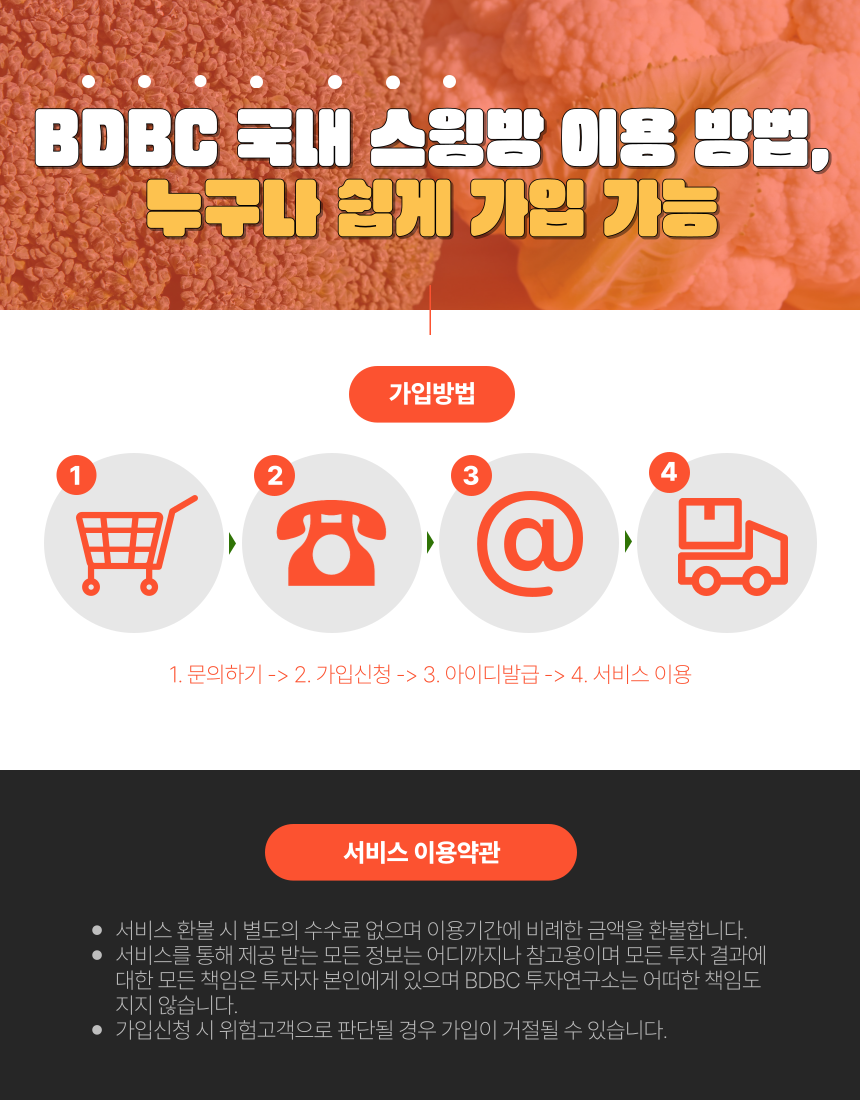 BDBC 국내 스윙방 이용 방법,
누구나 쉽게 가입 가능
가입방법
1
2
3
4
@
1. 문의하기 -> 2. 가입신청 -> 3. 아이디발급 -> 4. 서비스 이용
서비스 이용약관
● 서비스 환불 시 별도의 수수료 없으며 이용기간에 비례한 금액을 환불합니다.
● 서비스를 통해 제공 받는 모든 정보는 어디까지나 참고용이며 모든 투자 결과에
대한 모든 책임은 투자자 본인에게 있으며 BDBC 투자연구소는 어떠한 책임도
지지 않습니다.
● 가입신청 시 위험고객으로 판단될 경우 가입이 거절될 수 있습니다.